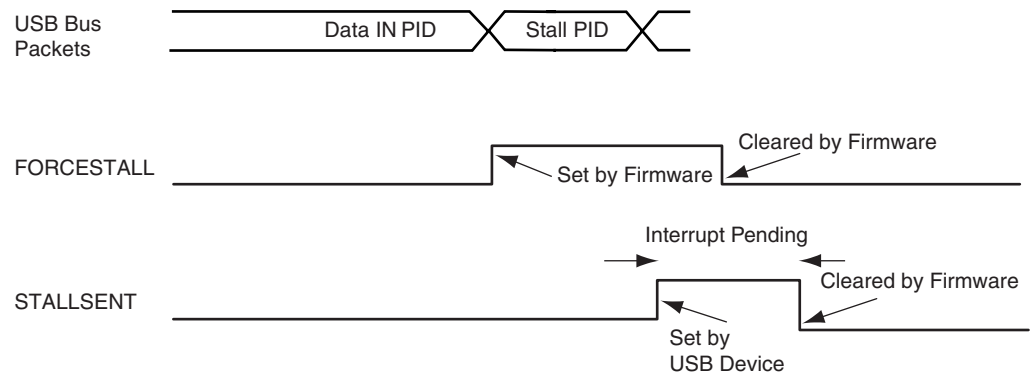 USB Bus
Packets
Data IN PID
Stall PID
FORCESTALL
Set by Firmware
Cleared by Firmware
Interrupt Pending
STALLSENT
Cleared by Firmware
Set by
USB Device